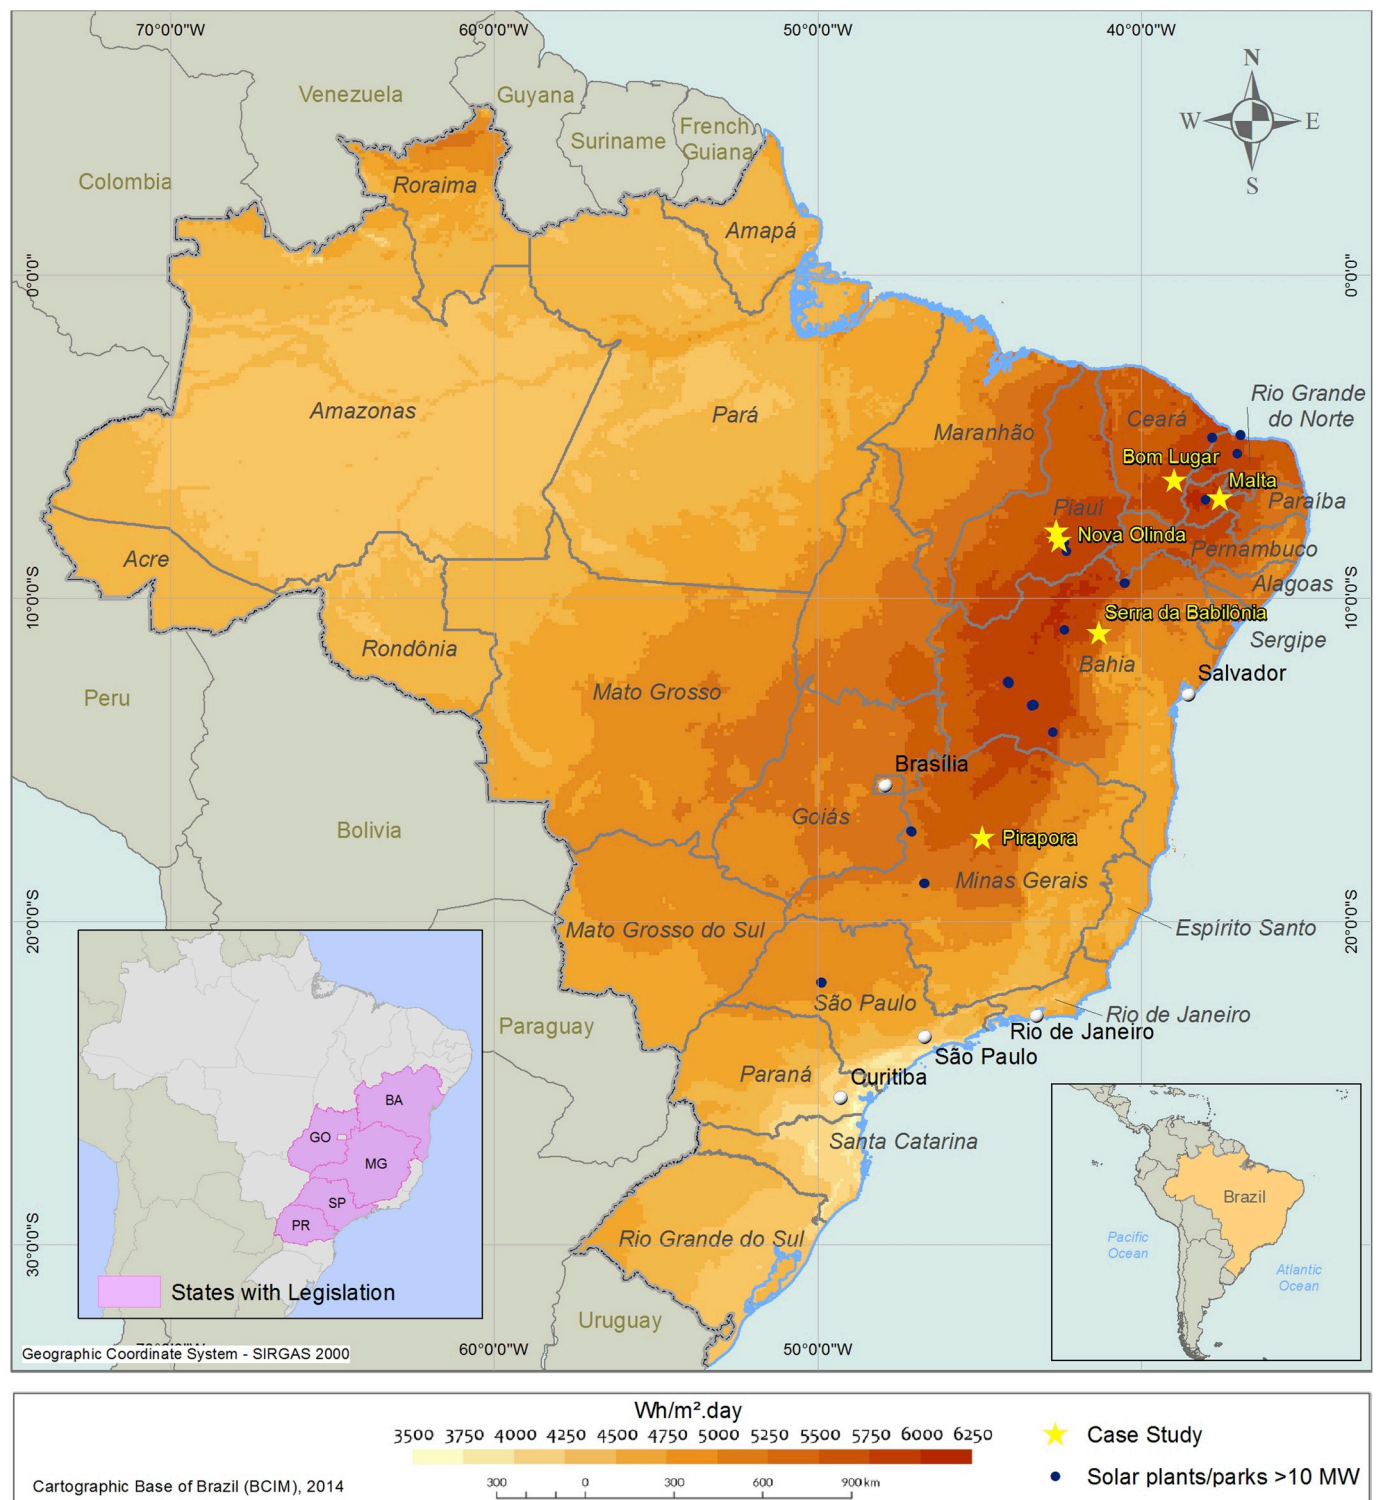 70°0'0"W 60°0'0"W 50°0'0"W 40°0'0"W
N
W E
S
Venezuela
Guyana
Suriname
French
Guiana
Colombia
Roraima
Amapá
0°0'0"
0°0'0"
Amazonas
Pará
Maranhão
Ceará
Rio Grande
do Norte
Bom Lugar
Malta
Paraíba
Piauí
Nova Olinda
Pernambuco
Acre
Alagoas
10°0'0"S
10°0'0"S
Serra da Babilônia
Sergipe
Rondônia
Bahia
Salvador
Peru
Mato Grosso
Brasília
Bolivia
Goiás
Pirapora
Minas Gerais
20°0'0"S
20°0'0"S
Mato Grosso do Sul
Espírito Santo
São Paulo
Rio de Janeiro
Paraguay
Rio de Janeiro
São Paulo
Paraná
Curitiba
Santa Catarina
BA
GO
MG
SP
PR
States with Legislation
30°0'0"S
Rio Grande do Sul
Uruguay
Brazil
Pacific
Ocean
Atlantic
Ocean
Geographic Coordinate System - SIRGAS 2000
60°0'0"W 50°0'0"W
Wh/m².day
3500 3750 4000 4250 4500 4750 5000 5250 5500 5750 6000 6250
Case Study
300 0 300 600 900 km
Cartographic Base of Brazil (BCIM), 2014
Solar plants/parks >10 MW